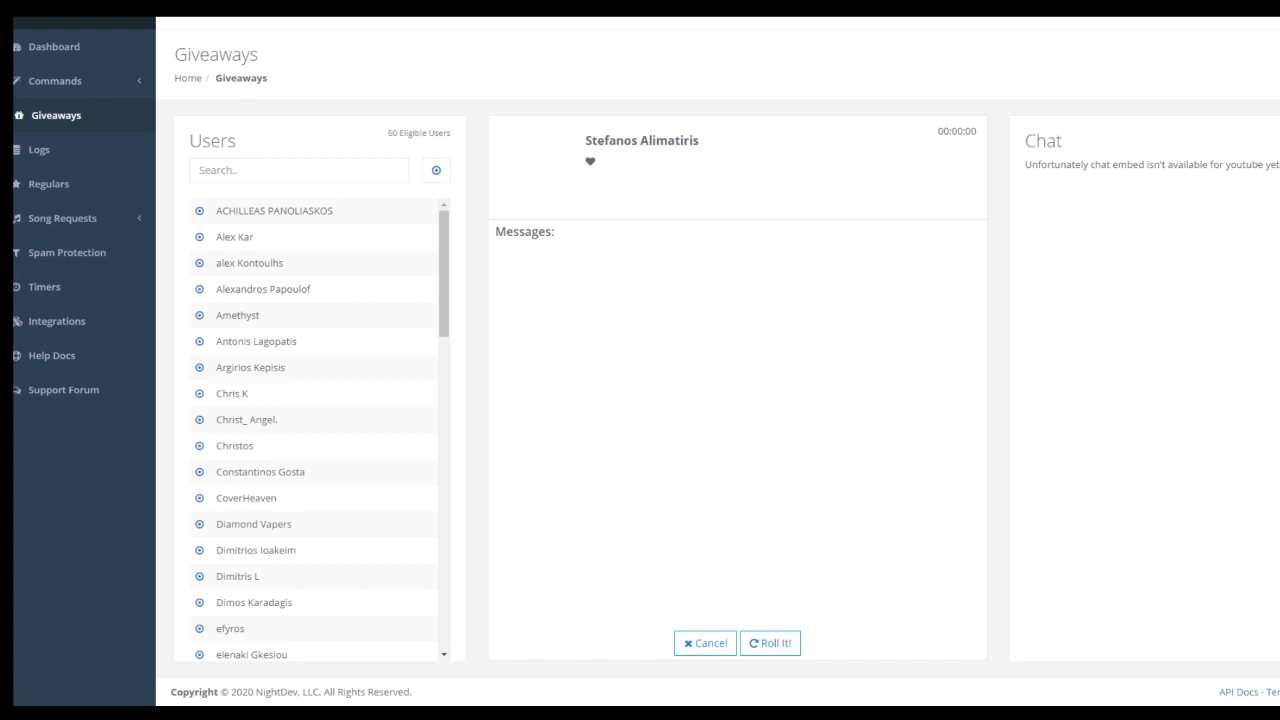 Dashboard
Commands
Giveaways
Logs
Regulars
Song Requests
Spam Protection
Timers
Integrations
Help Docs
Support Forum
Giveaways
Home / Giveaways
Users
60 Eligible Users
Search..
ACHILLEAS PANOLIASKOS
Alex Kar
alex Kontoulhs
Alexandros Papoulof
Amethyst
Antonis Lagopatis
Argirios Kepisis
Chris K
Christ_ Angel.
Christos
Constantinos Gosta
CoverHeaven
Diamond Vapers
Dimitrios Ioakeim
Dimitris L
Dimos Karadagis
efyros
elenaki Gkesiou
Stefanos Alimatiris
00:00:00
Messages:
Cancel
Roll It!
Chat
Unfortunately chat embed isn't available for youtube yet
Copyright © 2020 NightDev, LLC. All Rights Reserved.
API Docs · Ter